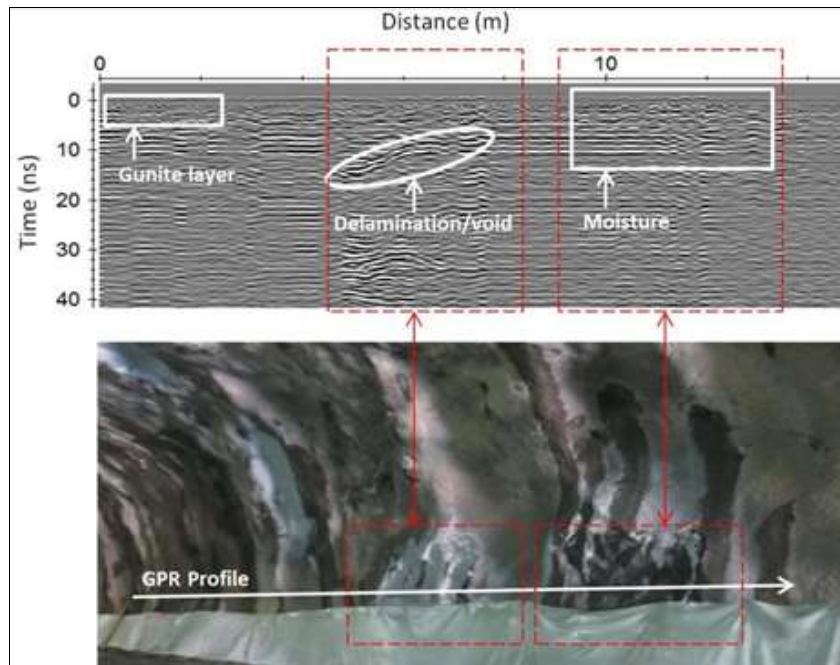 Distance (m)
0
10
0
10
20
30
40
Time (ns)
Gunite layer
Delamination/void
Moisture
GPR Profile